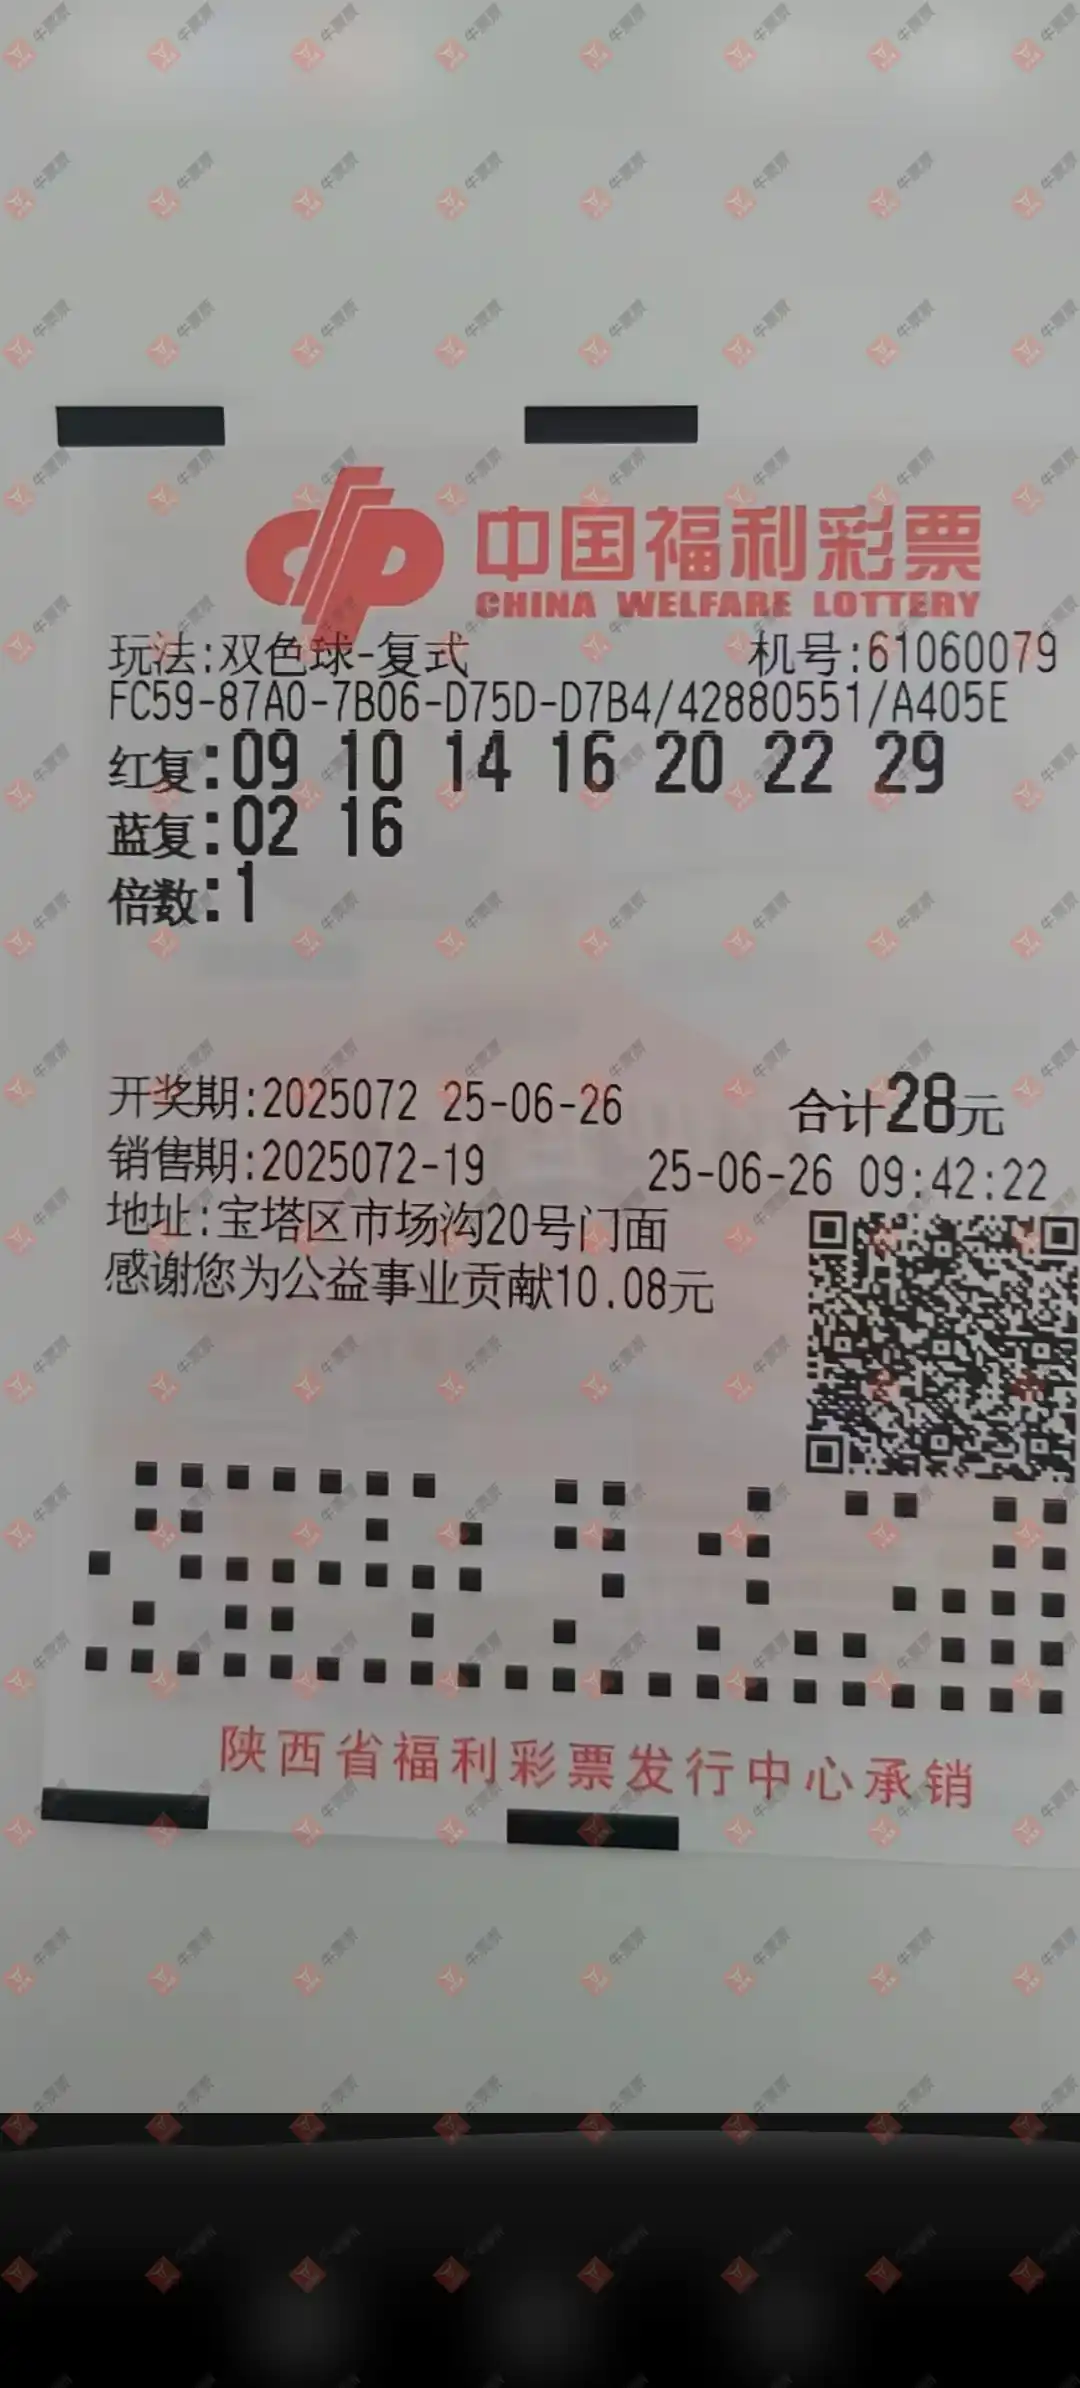 中国福利彩票
CHINA WELFARE LOTTERY
玩法:双色球-复式 机号:61060079
FC59-87A0-7B06-D75D-D7B4/42880551/A405E
红复:09 10 14 16 20 22 29
蓝复:02 16
倍数:1
开奖期:2025072 25-06-26 合计28元
销售期:2025072-19 25-06-26 09:42:22
地址:宝塔区市场沟20号门面
感谢您为公益事业贡献10.08元
陕西省福利彩票发行中心承销
牛票票